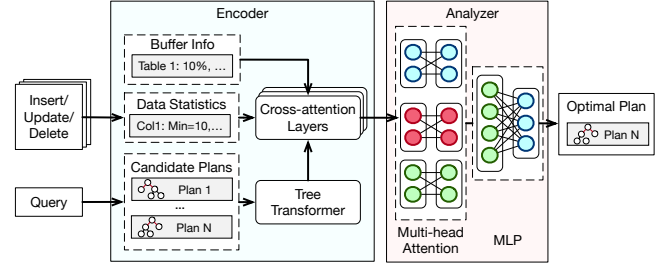 Encoder
Analyzer
Buffer Info
Table 1: 10%, ...
Insert/
Update/
Delete
Data Statistics
Col1: Min=10,...
Cross-attention
Layers
Optimal Plan
Plan N
Candidate Plans
Plan 1
...
Plan N
Query
Tree
Transformer
Multi-head
Attention
MLP